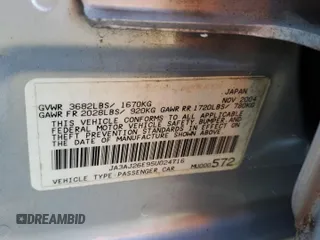 JAPAN
NOV 2004
GVWR 3682LBS/ 1670KG
GAWR FR 2028LBS/ 920KG GAWR RR 1720LBS/ 780KG
THIS VEHICLE CONFORMS TO ALL APPLICABLE
FEDERAL MOTOR VEHICLE SAFETY, BUMPER AND
THEFT PREVENTION STANDARDS IN EFFECT
ON THE DATE OF MANUFACTURE SHOWN
ABOVE.
JA3AJ26E95U024716
MU000572
VEHICLE TYPE PASSENGER CAR
DREAMBID